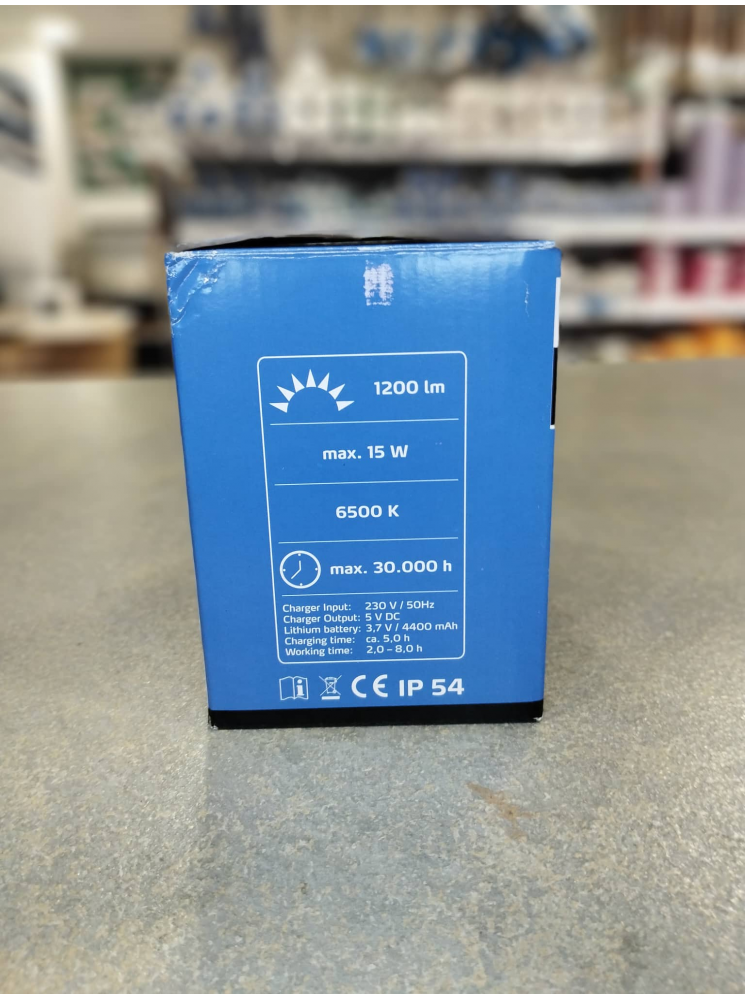 1200 lm
max. 15 W
6500 K
max. 30.000 h
Charger Input: 230 V / 50Hz
Charger Output: 5 V DC
Lithium battery: 3,7 V / 4400 mAh
Charging time: ca. 5,0 h
Working time: 2,0 – 8,0 h
i CE IP 54